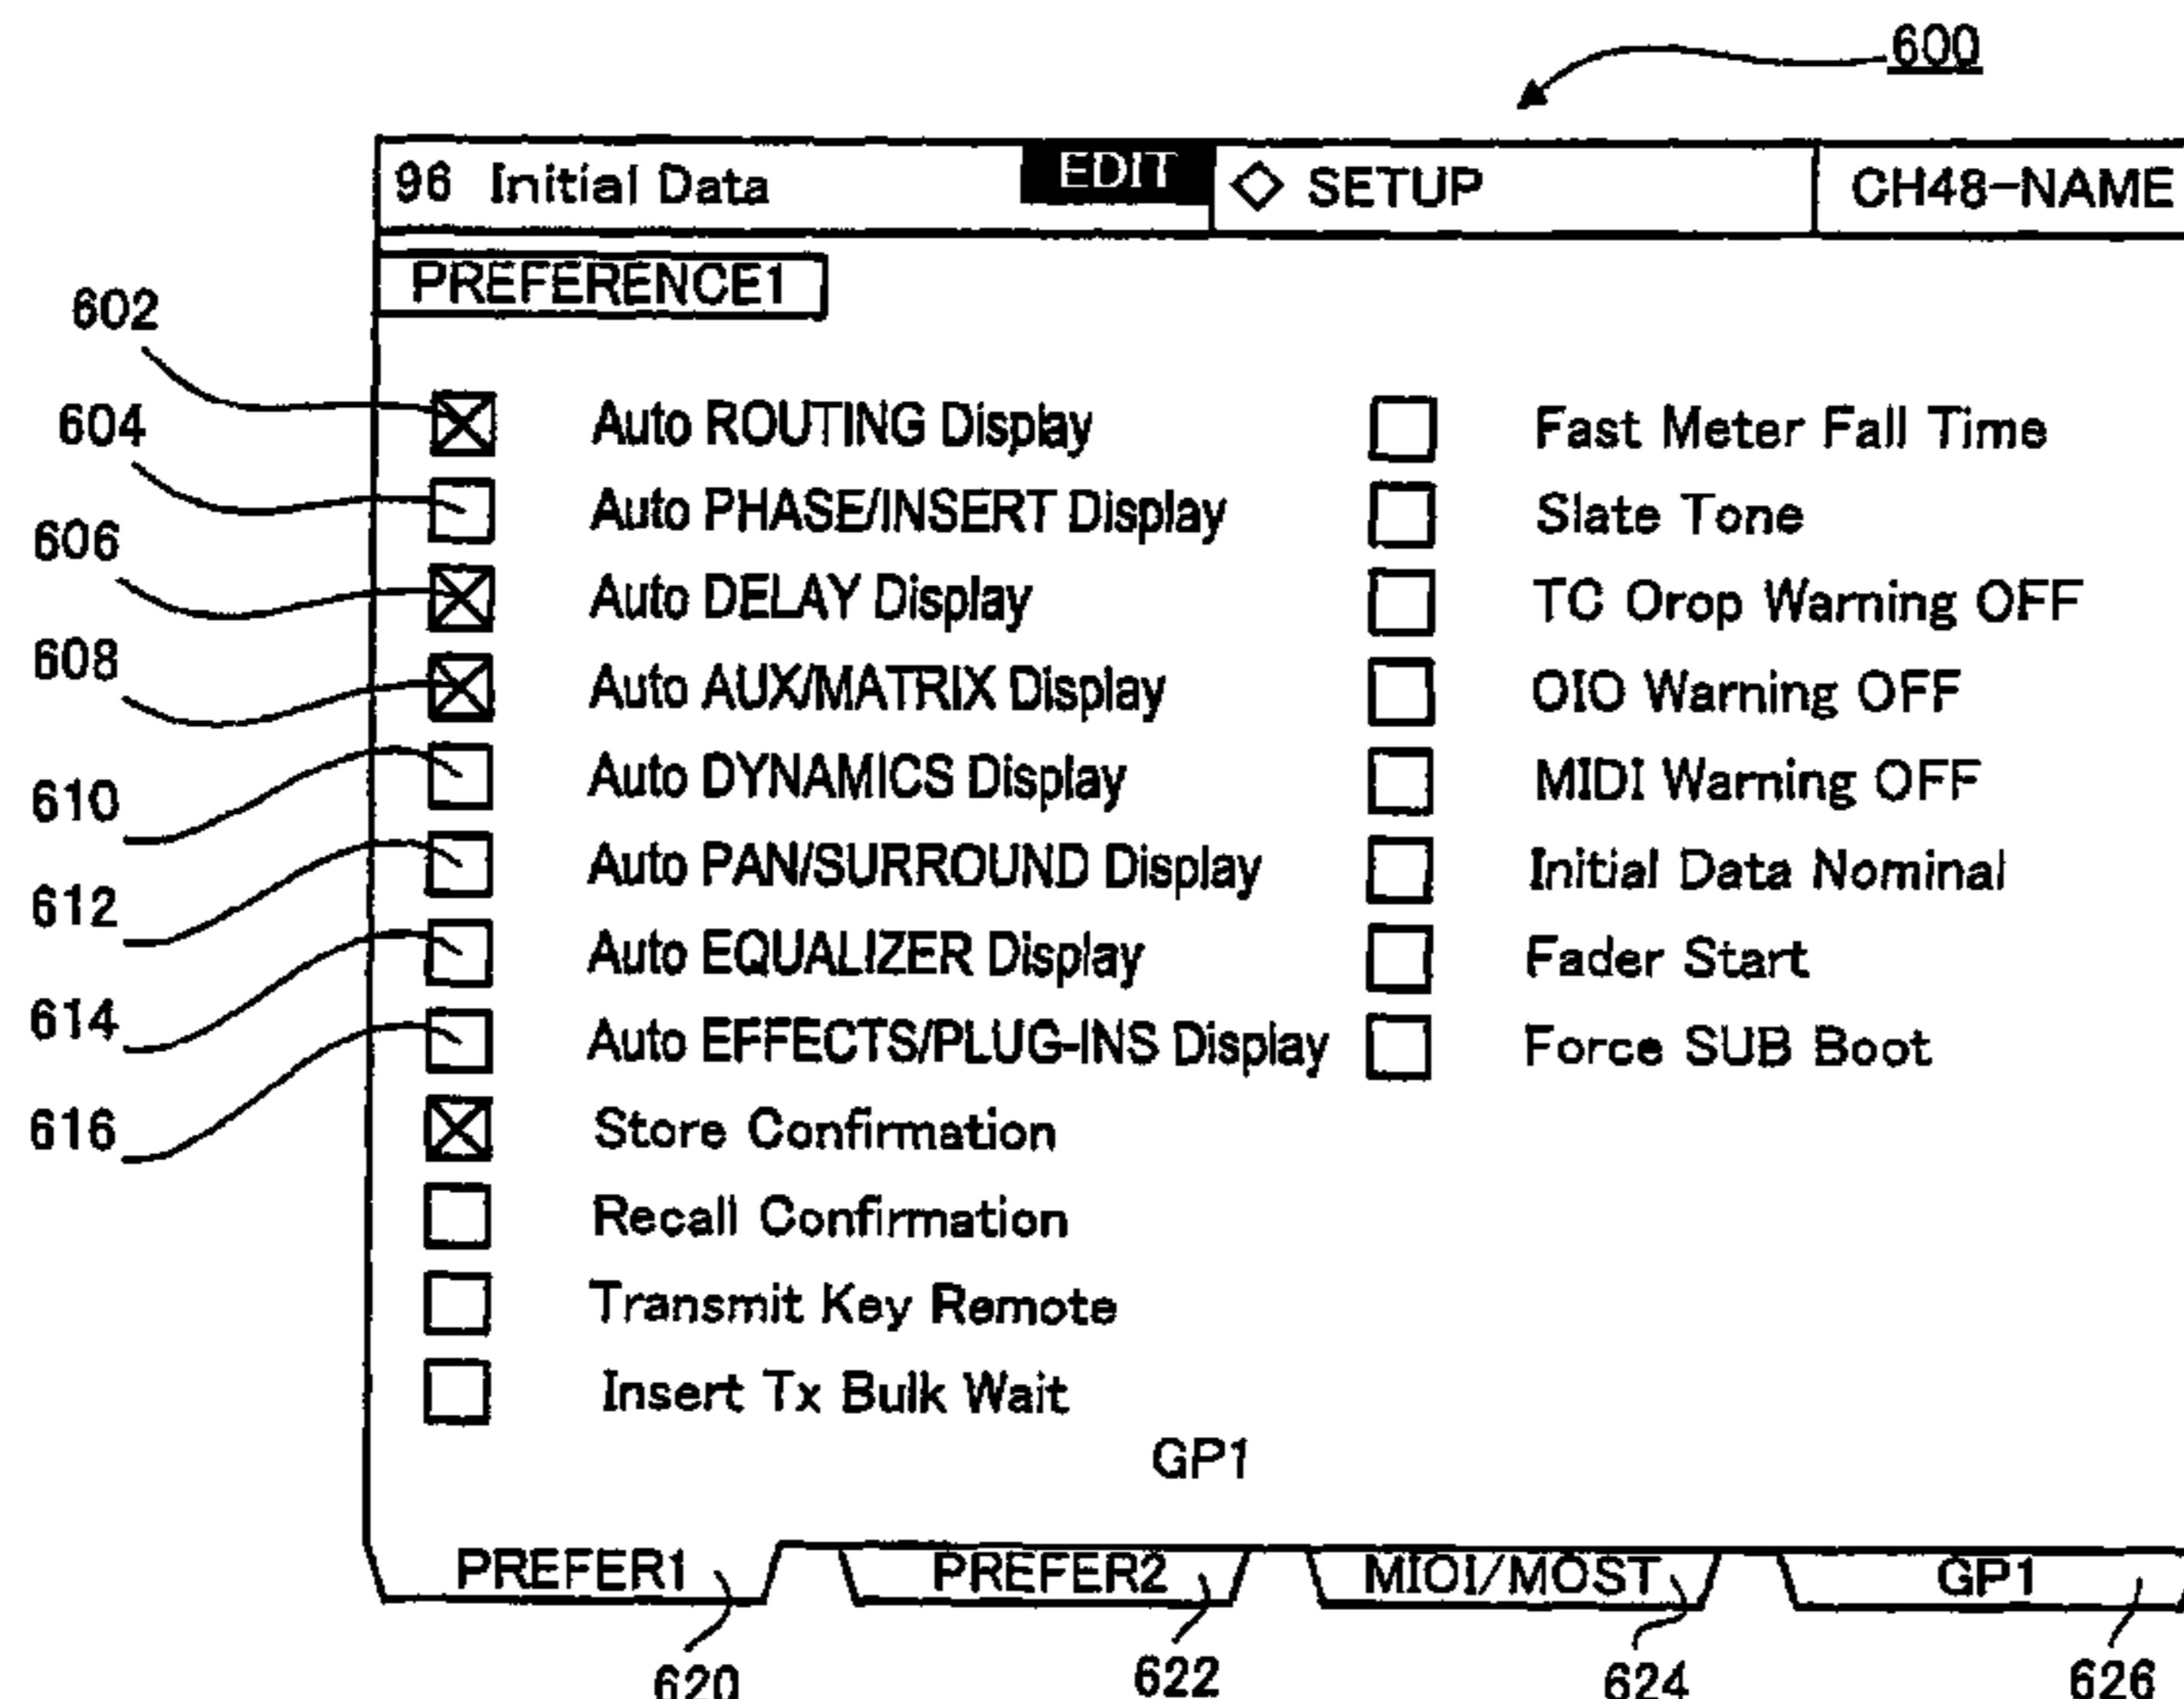 600
96 Initial Data EDIT ◇ SETUP CH48-NAME
PREFERENCE1
602
Auto ROUTING Display Fast Meter Fall Time
604
Auto PHASE/INSERT Display Slate Tone
606
Auto DELAY Display TC Orop Warning OFF
608
Auto AUX/MATRIX Display OIO Warning OFF
610
Auto DYNAMICS Display MIDI Warning OFF
612
Auto PAN/SURROUND Display Initial Data Nominal
614
Auto EQUALIZER Display Fader Start
616
Auto EFFECTS/PLUG-INS Display Force SUB Boot
Store Confirmation
Recall Confirmation
Transmit Key Remote
Insert Tx Bulk Wait
GP1
PREFER1 PREFER2 MIOI/MOST GP1
620 622 624 626